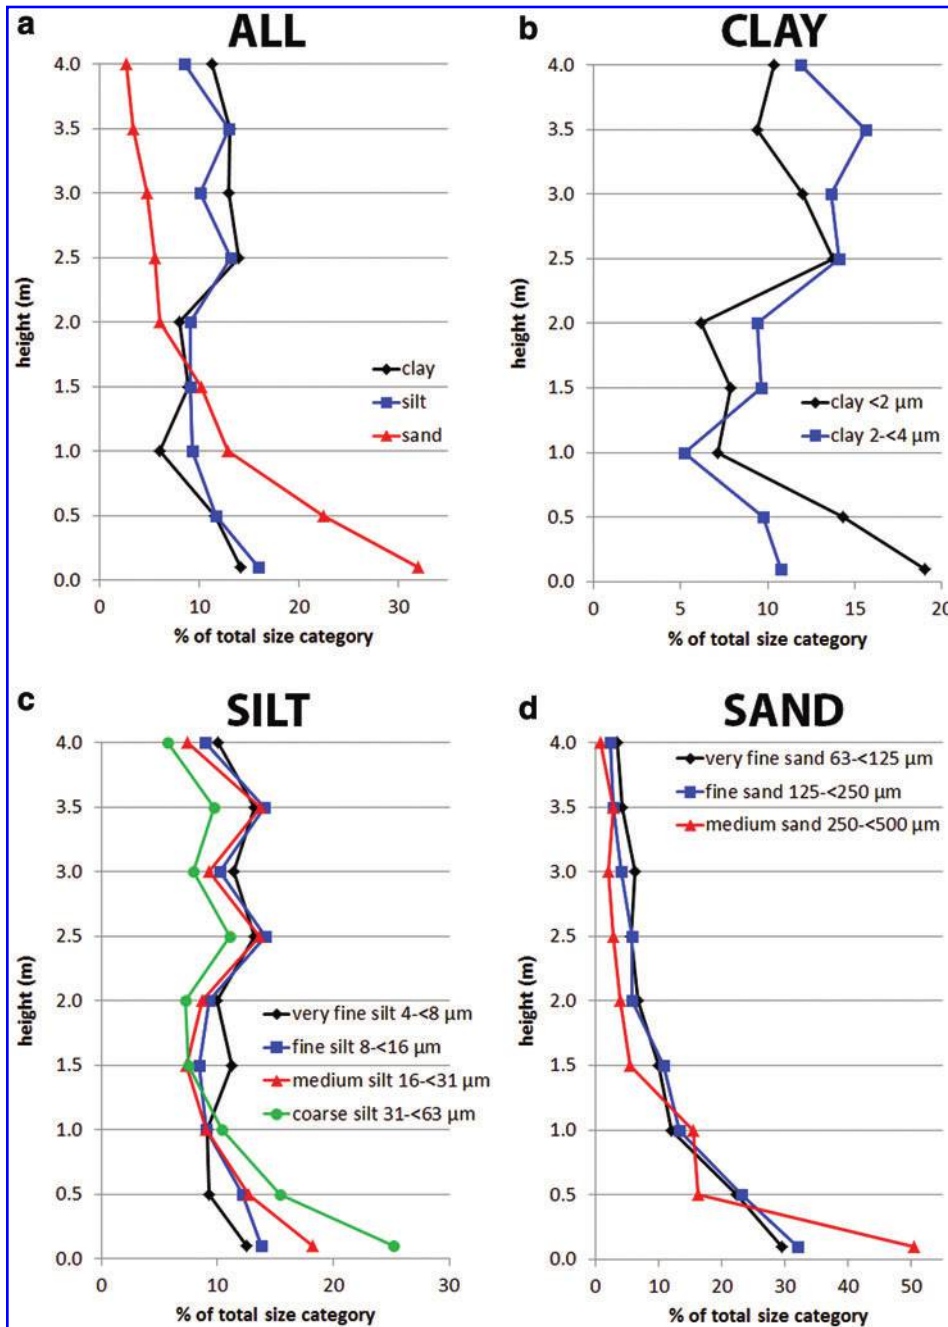 a
ALL
4.0
3.5
3.0
2.5
2.0
1.5
1.0
0.5
0.0
height (m)
clay
silt
sand
0 10 20 30
% of total size category
b
CLAY
4.0
3.5
3.0
2.5
2.0
1.5
1.0
0.5
0.0
height (m)
clay <2 µm
clay 2-<4 µm
0 5 10 15 20
% of total size category
c
SILT
4.0
3.5
3.0
2.5
2.0
1.5
1.0
0.5
0.0
height (m)
very fine silt 4-<8 µm
fine silt 8-<16 µm
medium silt 16-<31 µm
coarse silt 31-<63 µm
0 10 20 30
% of total size category
d
SAND
4.0
3.5
3.0
2.5
2.0
1.5
1.0
0.5
0.0
height (m)
very fine sand 63-<125 µm
fine sand 125-<250 µm
medium sand 250-<500 µm
0 10 20 30 40 50
% of total size category